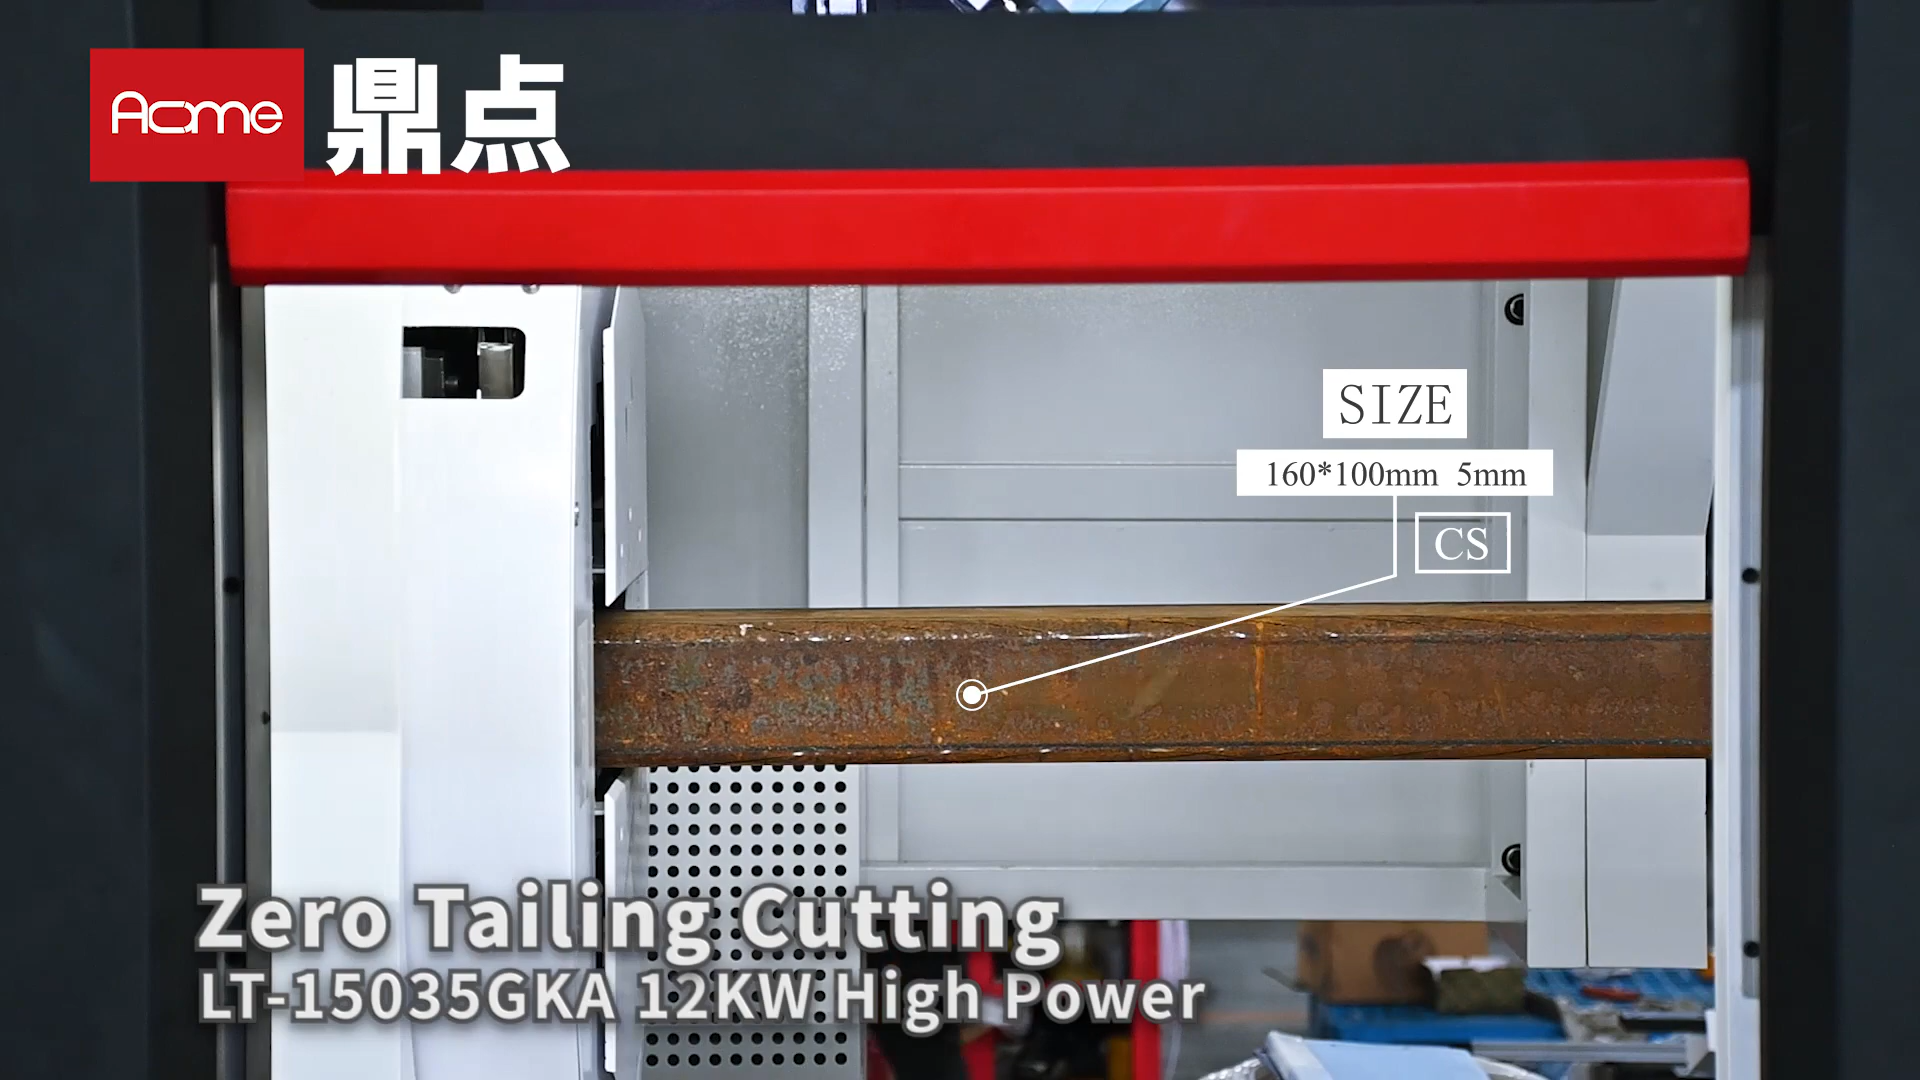 Acme 鼎点
SIZE
160*100mm 5mm
CS
Zero Tailing Cutting
LT-15035GKA 12KW High Power